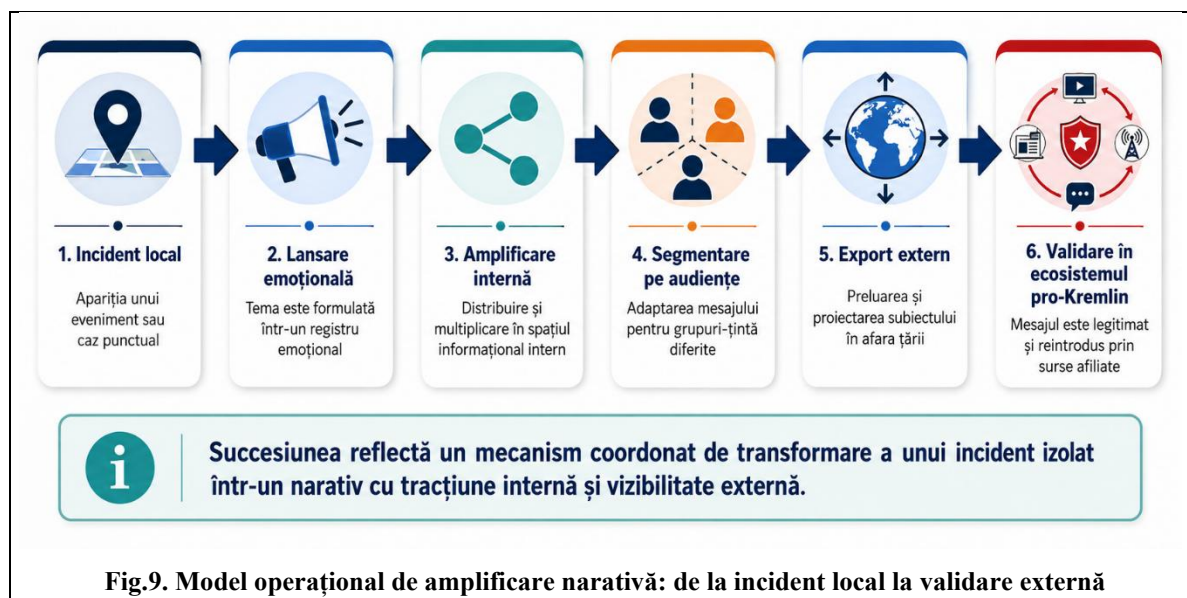 1. Incident local
Apariția unui
eveniment sau
caz punctual
2. Lansare
emoțională
Tema este formulată
într-un registru
emoțional
3. Amplificare
internă
Distribuire și
multiplicare în spațiul
informațional intern
4. Segmentare
pe audiențe
Adaptarea mesajului
pentru grupuri-țintă
diferite
5. Export extern
Preluarea și
proiectarea subiectului
în afara țării
6. Validare în
ecosistemul
pro-Kremlin
Mesajul este legitimat
și reintrodus prin
surse afiliate
i
Succesiunea reflectă un mecanism coordonat de transformare a unui incident izolat
într-un narativ cu tracțiune internă și vizibilitate externă.
Fig.9. Model operațional de amplificare narativă: de la incident local la validare externă